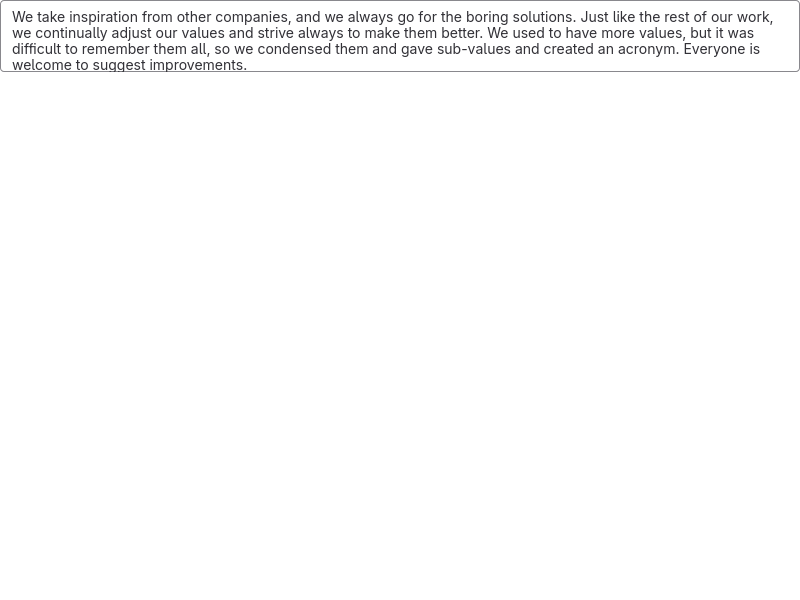 We take inspiration from other companies, and we always go for the boring solutions. Just like the rest of our work,
we continually adjust our values and strive always to make them better. We used to have more values, but it was
difficult to remember them all, so we condensed them and gave sub-values and created an acronym. Everyone is
welcome to suggest improvements.